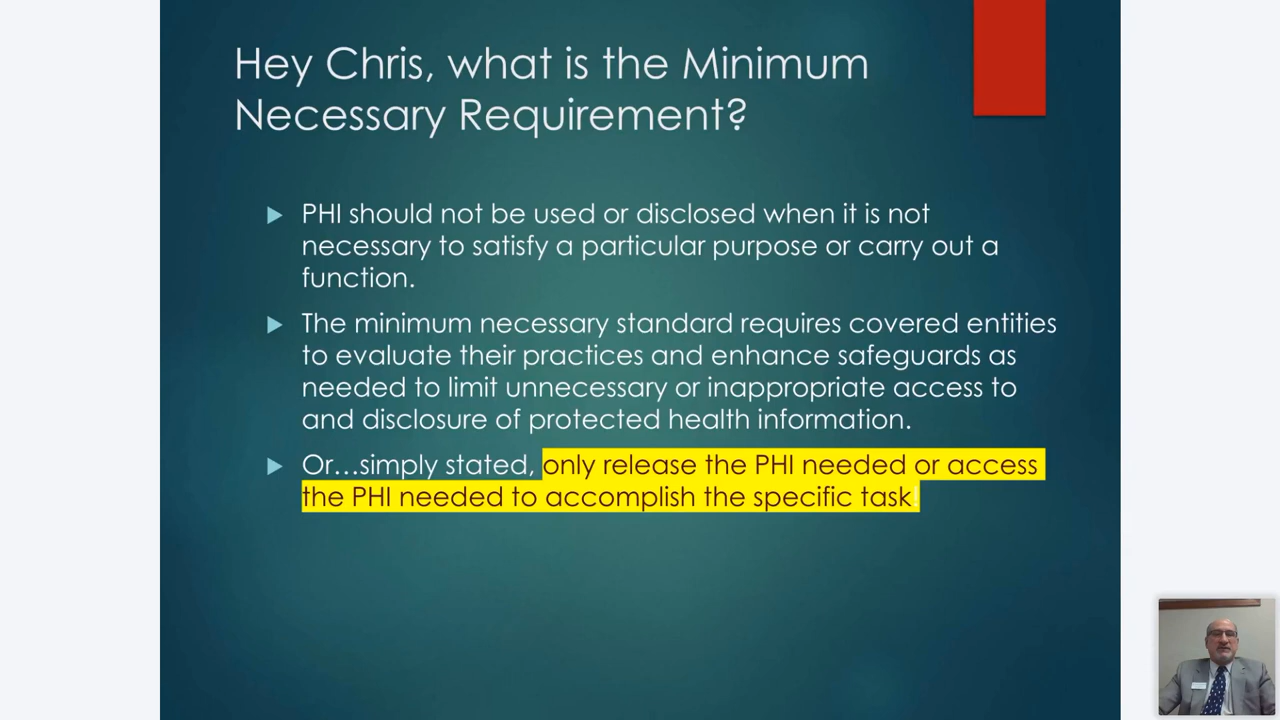 Hey Chris, what is the Minimum
Necessary Requirement?
PHI should not be used or disclosed when it is not
necessary to satisfy a particular purpose or carry out a
function.
The minimum necessary standard requires covered entities
to evaluate their practices and enhance safeguards as
needed to limit unnecessary or inappropriate access to
and disclosure of protected health information.
Or…simply stated, only release the PHI needed or access
the PHI needed to accomplish the specific task!